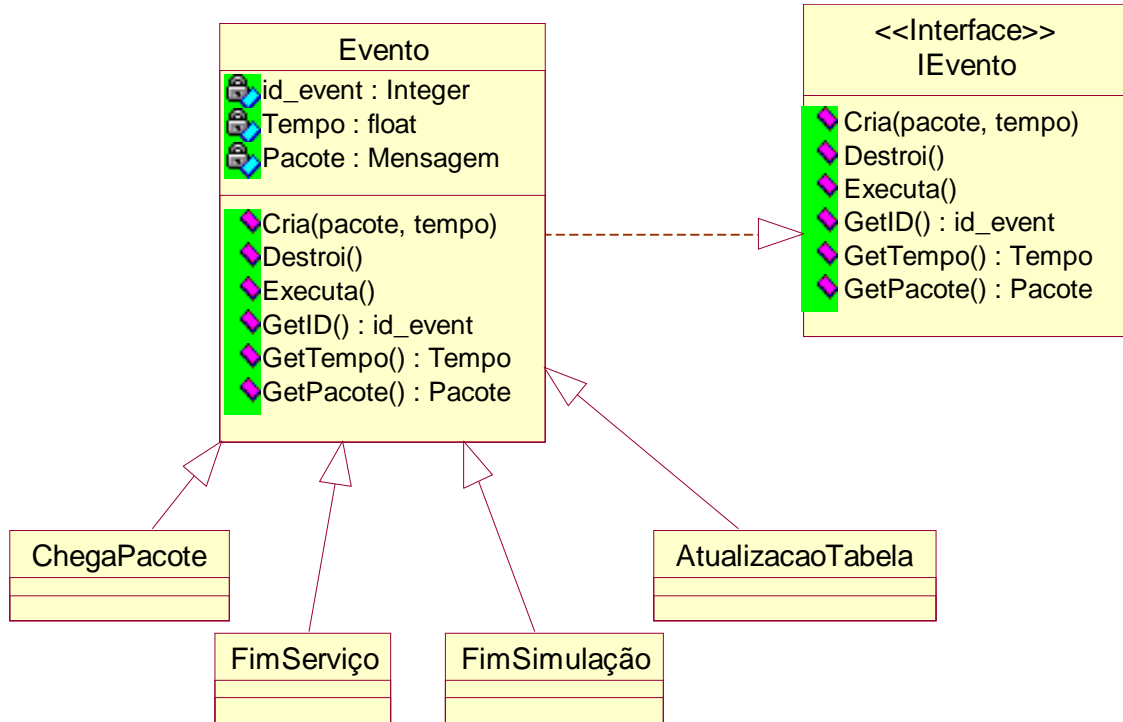 Evento
id_event : Integer
Tempo : float
Pacote : Mensagem
Cria(pacote, tempo)
Destroi()
Executa()
GetID() : id_event
GetTempo() : Tempo
GetPacote() : Pacote
<<Interface>>
IEvento
Cria(pacote, tempo)
Destroi()
Executa()
GetID() : id_event
GetTempo() : Tempo
GetPacote() : Pacote
ChegaPacote
AtualizacaoTabela
FimServiço
FimSimulação